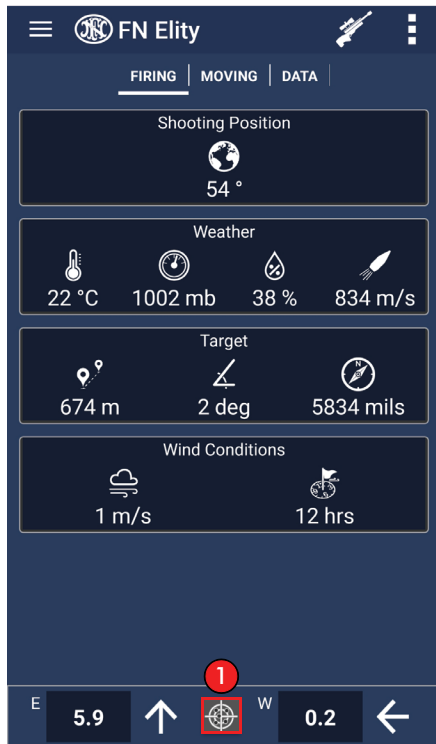 FN Elity
FIRING MOVING DATA
Shooting Position
54 °
Weather
22 °C 1002 mb 38 % 834 m/s
Target
674 m 2 deg 5834 mils
Wind Conditions
1 m/s 12 hrs
1
E 5.9 W 0.2